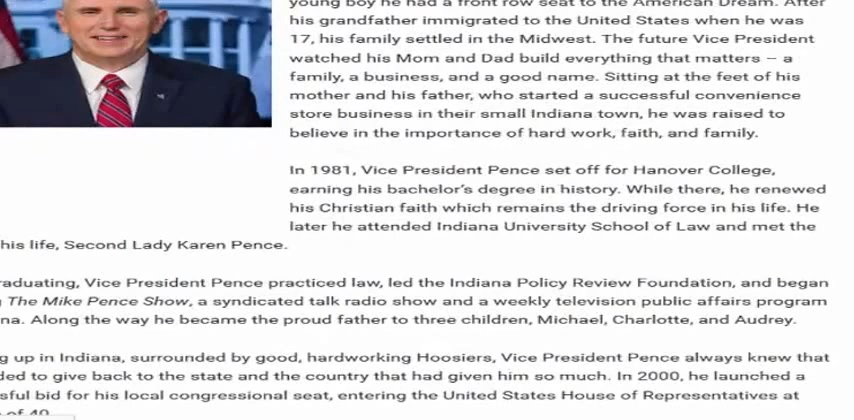 young boy he had a front row seat to the American Dream. After
his grandfather immigrated to the United States when he was
17, his family settled in the Midwest. The future Vice President
watched his Mom and Dad build everything that matters – a
family, a business, and a good name. Sitting at the feet of his
mother and his father, who started a successful convenience
store business in their small Indiana town, he was raised to
believe in the importance of hard work, faith, and family.
In 1981, Vice President Pence set off for Hanover College,
earning his bachelor's degree in history. While there, he renewed
his Christian faith which remains the driving force in his life. He
later he attended Indiana University School of Law and met the
his life, Second Lady Karen Pence.
raduating, Vice President Pence practiced law, led the Indiana Policy Review Foundation, and began
The Mike Pence Show, a syndicated talk radio show and a weekly television public affairs program
na. Along the way he became the proud father to three children, Michael, Charlotte, and Audrey.
g up in Indiana, surrounded by good, hardworking Hoosiers, Vice President Pence always knew that
ded to give back to the state and the country that had given him so much. In 2000, he launched a
sful bid for his local congressional seat, entering the United States House of Representatives at
of 40